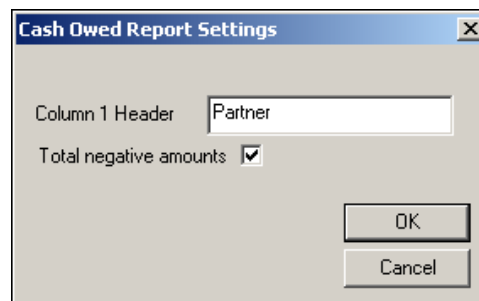 Cash Owed Report Settings
Column 1 Header Partner
Total negative amounts
OK
Cancel